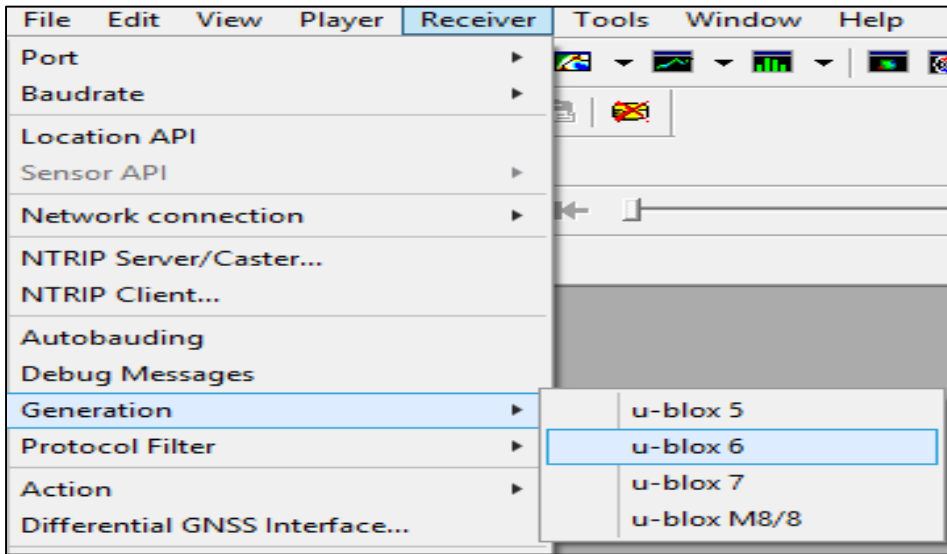 File Edit View Player Receiver Tools Window Help
Port
Baudrate
Location API
Sensor API
Network connection
NTRIP Server/Caster...
NTRIP Client...
Autobauding
Debug Messages
Generation
Protocol Filter
Action
Differential GNSS Interface...
u-blox 5
u-blox 6
u-blox 7
u-blox M8/8